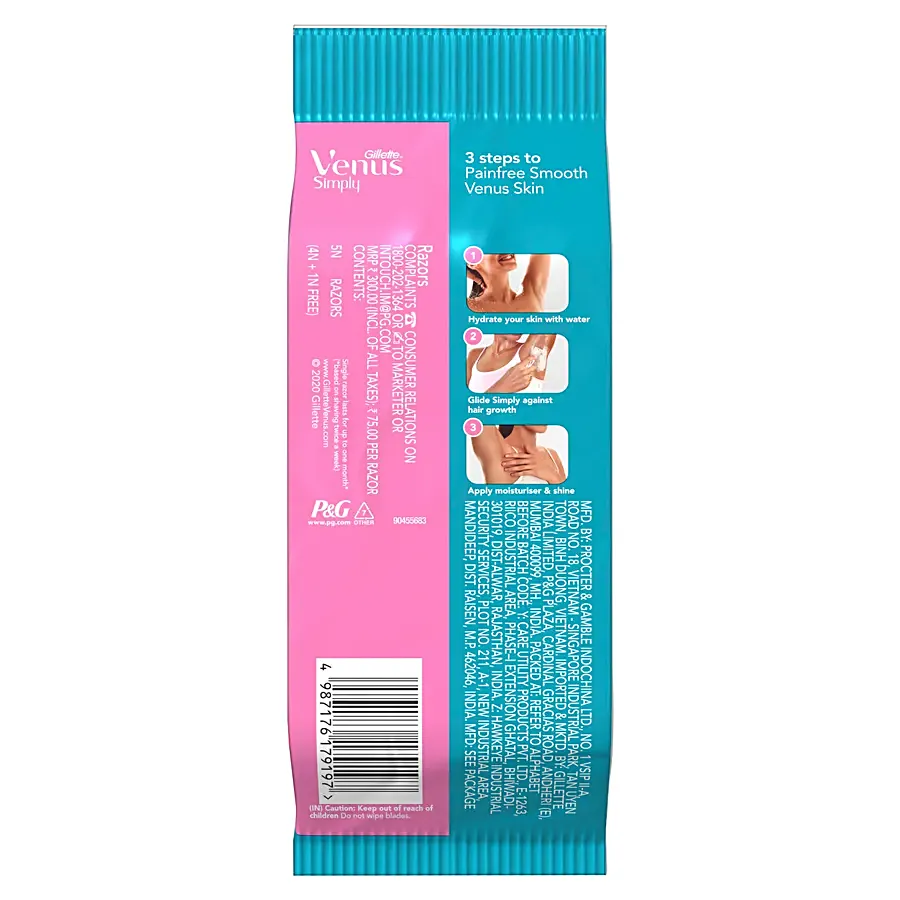 Gillette
Venus
Simply
Razors
COMPLAINTS ☎ CONSUMER RELATIONS ON
1800-202-1364 OR ✍ TO MARKETER OR
INTOUCH.IM@PG.COM
MRP ₹ 300.00 (INCL. OF ALL TAXES); ₹ 75.00 PER RAZOR
CONTENTS:
5N RAZORS
(4N + 1N FREE)
Single razor lasts for up to one month*
(*Based on shaving twice a week)
www.GilletteVenus.com
© 2020 Gillette
P&G
www.pg.com
7
OTHER
90455683
4 987176 179197 >
(IN) Caution: Keep out of reach of
children Do not wipe blades.
3 steps to
Painfree Smooth
Venus Skin
1
Hydrate your skin with water
2
Glide Simply against
hair growth
3
Apply moisturiser & shine
MFD. BY: PROCTER & GAMBLE INDOCHINA LTD., NO. 1 VSIP II-A,
ROAD NO. 18, VIETNAM - SINGAPORE INDUSTRIAL PARK, TAN UYEN
TOWN, BINH DUONG, VIETNAM. IMPORTED & MKTD. BY: GILLETTE
INDIA LIMITED, P&G PLAZA, CARDINAL GRACIAS ROAD, ANDHERI (E),
MUMBAI 400099, MH, INDIA. PACKED AT: REFER TO ALPHABET
BEFORE BATCH CODE. Y: CARE UTILITY PRODUCTS PVT. LTD., E-1263,
RIICO INDUSTRIAL AREA, PHASE-I EXTENSION GHATAL, BHIWADI-
301019, DIST-ALWAR, RAJASTHAN, INDIA. Z: HAWKEYE INDUSTRIAL
SECURITY SERVICES, PLOT NO. 211, A-1, NEW INDUSTRIAL AREA,
MANDIDEEP, DIST. RAISEN, M.P. 462046, INDIA. MFD: SEE PACKAGE